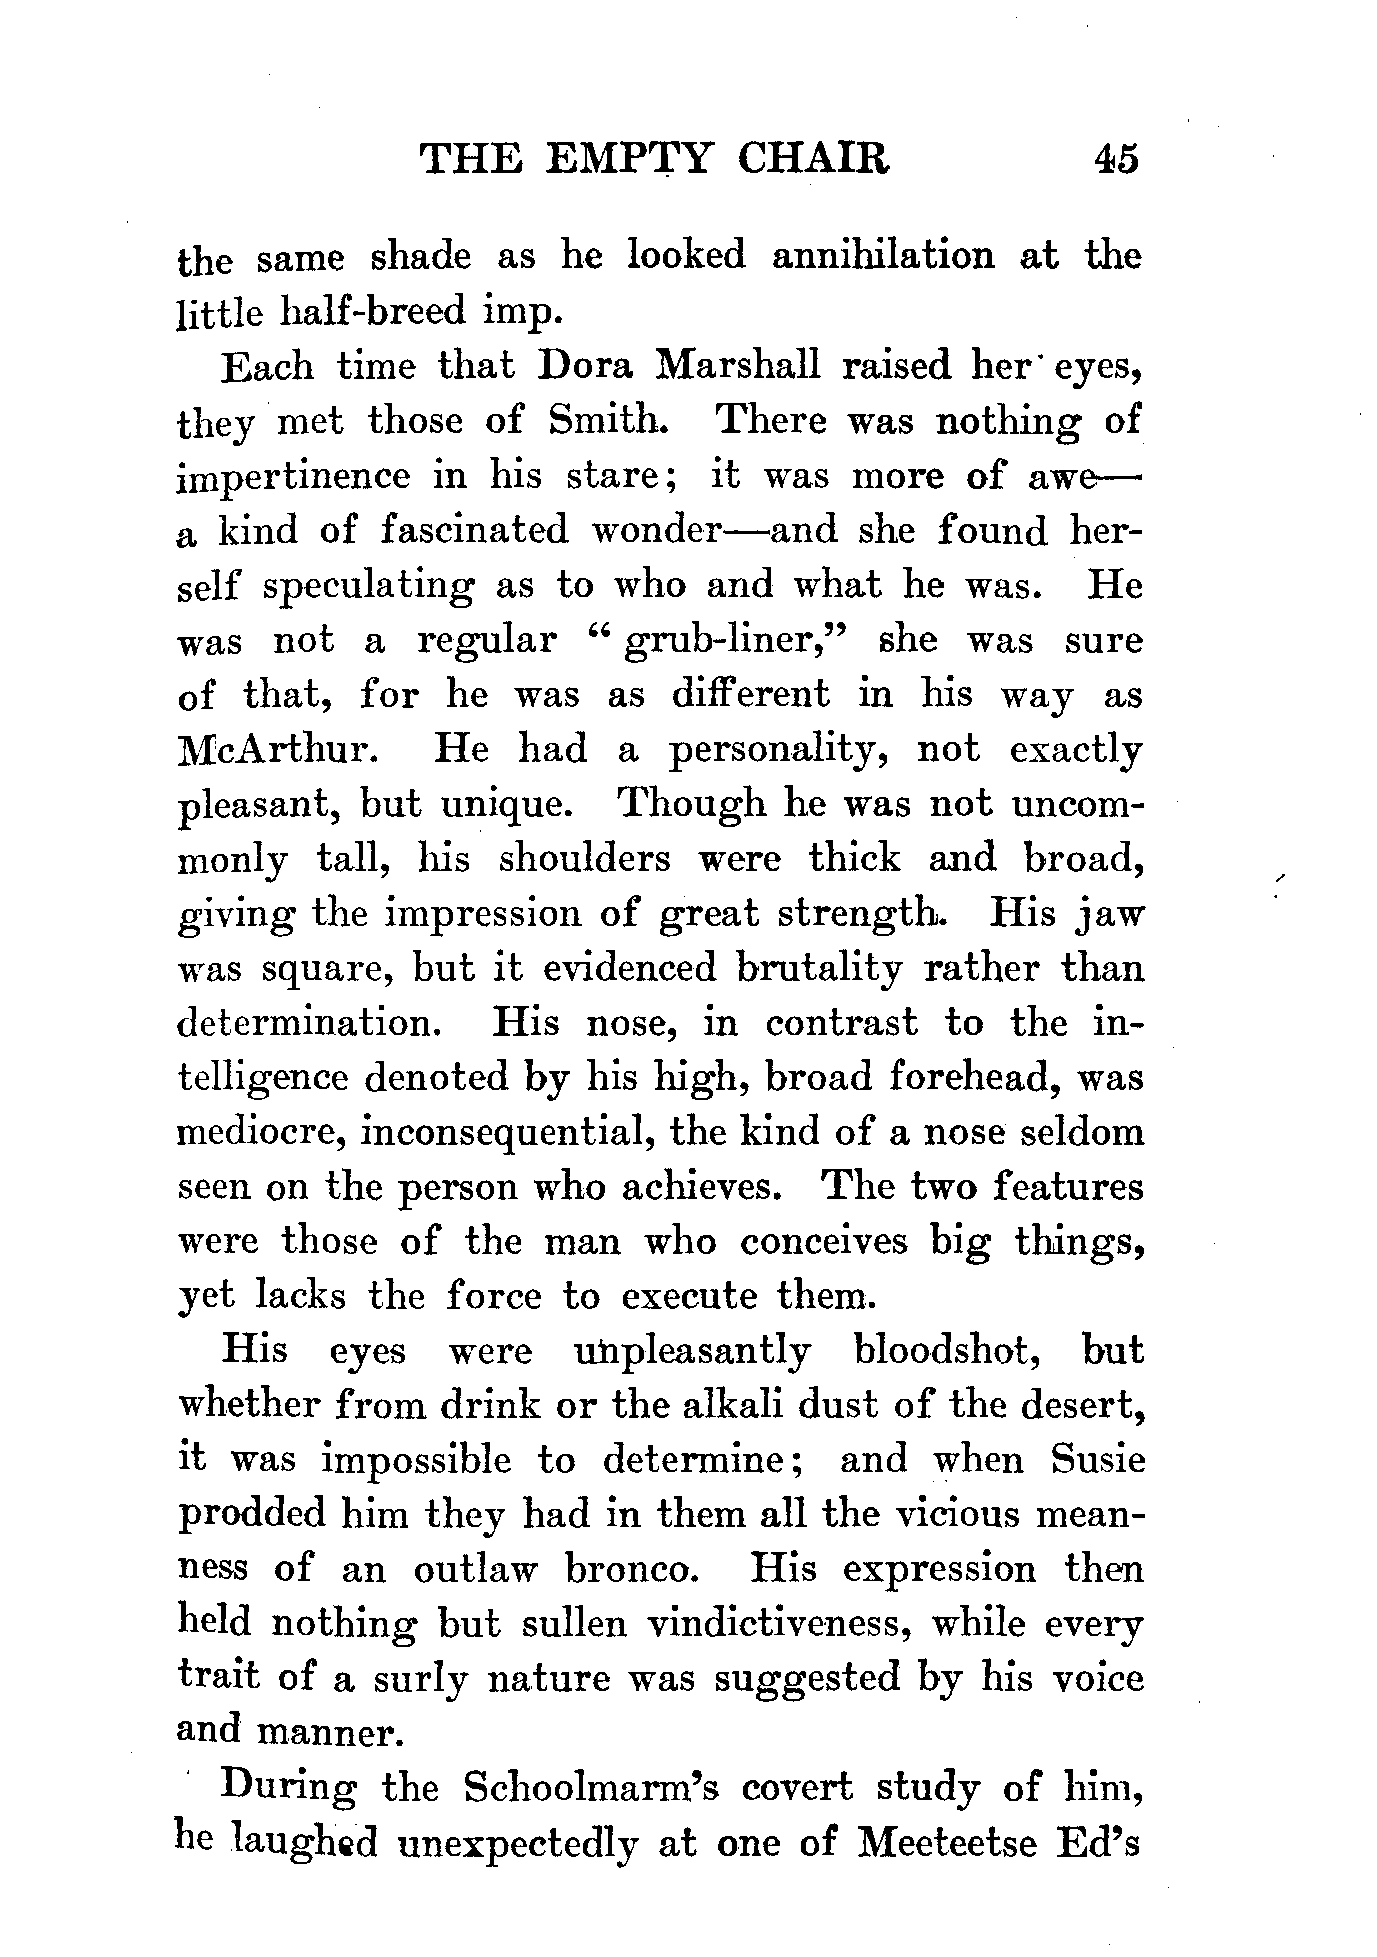 THE EMPTY CHAIR 45
the same shade as he looked annihilation at the
little half-breed imp.
Each time that Dora Marshall raised her eyes,
they met those of Smith. There was nothing of
impertinence in his stare; it was more of awe—
a kind of fascinated wonder—and she found her-
self speculating as to who and what he was. He
was not a regular “ grub-liner,” she was sure
of that, for he was as different in his way as
McArthur. He had a personality, not exactly
pleasant, but unique. Though he was not uncom-
monly tall, his shoulders were thick and broad,
giving the impression of great strength. His jaw
was square, but it evidenced brutality rather than
determination. His nose, in contrast to the in-
telligence denoted by his high, broad forehead, was
mediocre, inconsequential, the kind of a nose seldom
seen on the person who achieves. The two features
were those of the man who conceives big things,
yet lacks the force to execute them.
His eyes were unpleasantly bloodshot, but
whether from drink or the alkali dust of the desert,
it was impossible to determine; and when Susie
prodded him they had in them all the vicious mean-
ness of an outlaw bronco. His expression then
held nothing but sullen vindictiveness, while every
trait of a surly nature was suggested by his voice
and manner.
During the Schoolmarm’s covert study of him,
he laughed unexpectedly at one of Meeteetse Ed’s